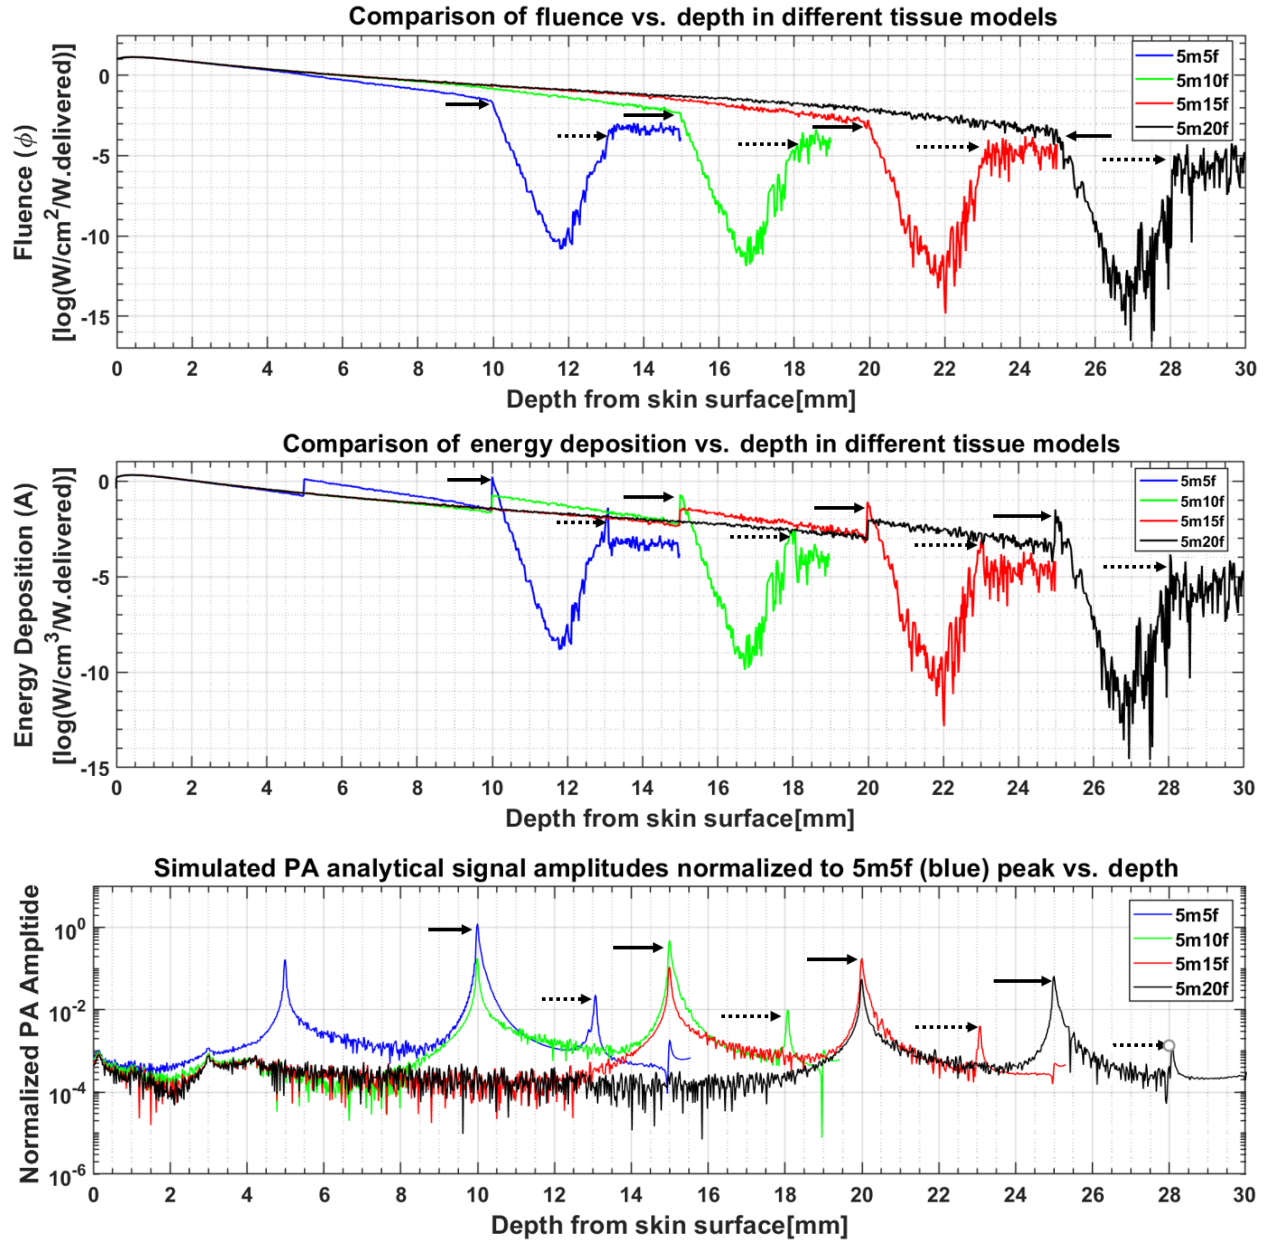 Comparison of fluence vs. depth in different tissue models
Fluence (ϕ)
[log(W/cm²/W.delivered)]
0
-5
-10
-15
5m5f
5m10f
5m15f
5m20f
0 2 4 6 8 10 12 14 16 18 20 22 24 26 28 30
Depth from skin surface[mm]
Comparison of energy deposition vs. depth in different tissue models
Energy Deposition (A)
[log(W/cm³/W.delivered)]
0
-5
-10
-15
5m5f
5m10f
5m15f
5m20f
0 2 4 6 8 10 12 14 16 18 20 22 24 26 28 30
Depth from skin surface[mm]
Simulated PA analytical signal amplitudes normalized to 5m5f (blue) peak vs. depth
Normalized PA Ampltide
10⁰
10⁻²
10⁻⁴
10⁻⁶
5m5f
5m10f
5m15f
5m20f
0 2 4 6 8 10 12 14 16 18 20 22 24 26 28 30
Depth from skin surface[mm]